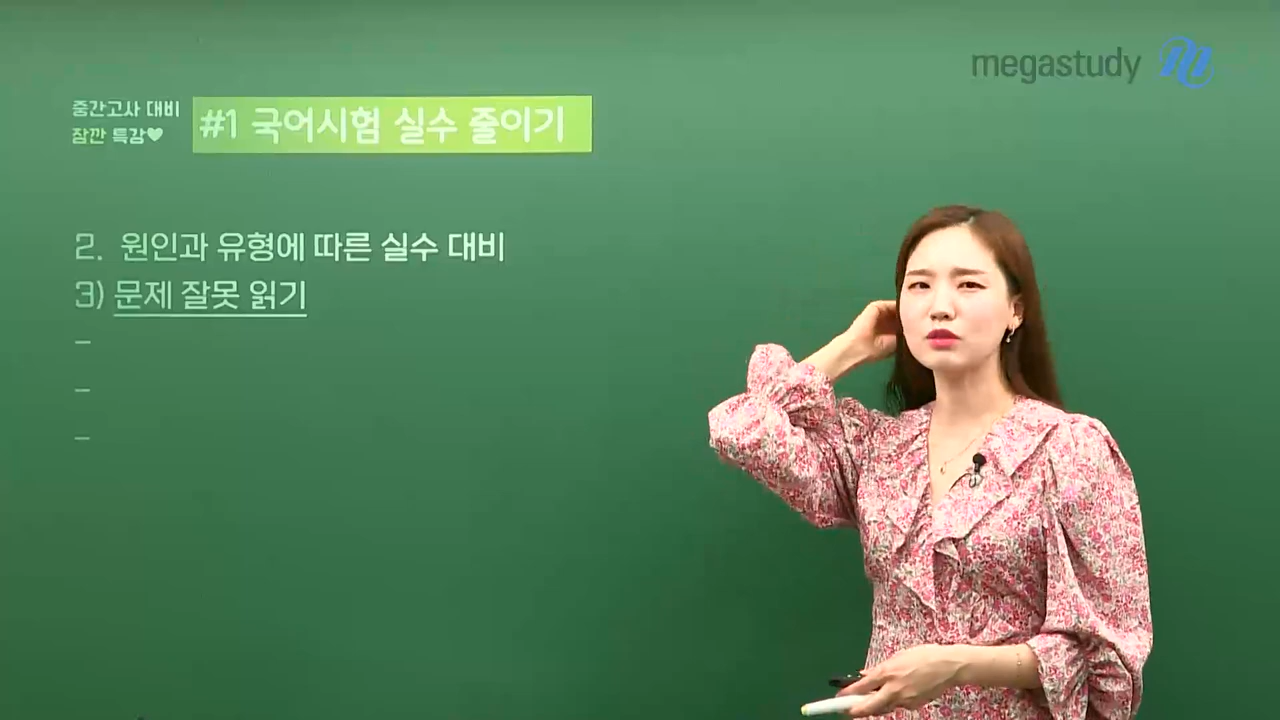 megastudy
중간고사 대비
잠깐 특강♥
#1 국어시험 실수 줄이기
2. 원인과 유형에 따른 실수 대비
3) 문제 잘못 읽기
-
-
-